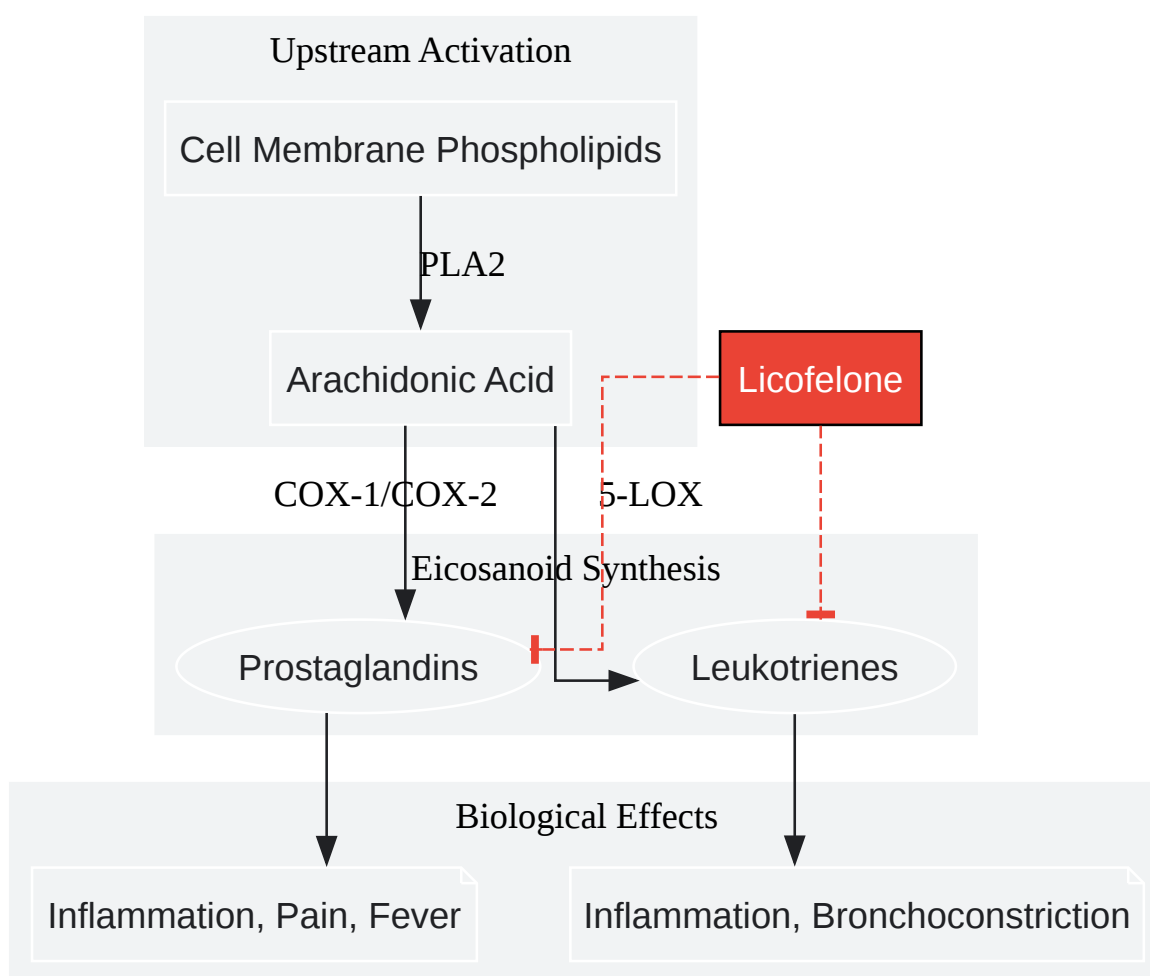 Upstream Activation
Cell Membrane Phospholipids
PLA2
Arachidonic Acid
Licofelone
COX-1/COX-2
5-LOX
Eicosanoid Synthesis
Prostaglandins
Leukotrienes
Biological Effects
Inflammation, Pain, Fever
Inflammation, Bronchoconstriction